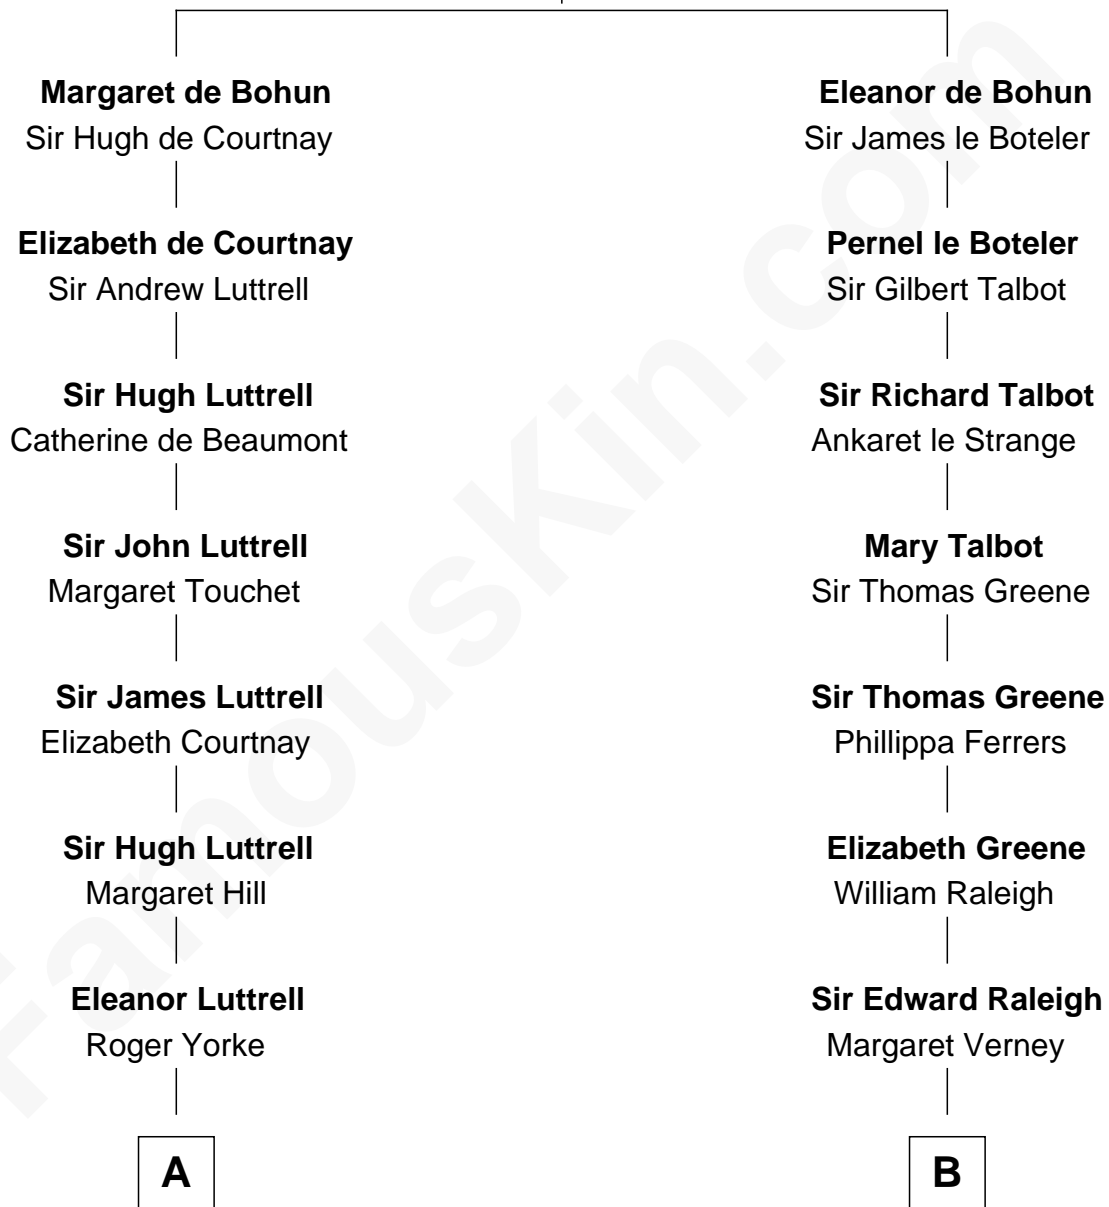 Margaret de Bohun
Sir Hugh de Courtnay
Elizabeth de Courtnay
Sir Andrew Luttrell
Sir Hugh Luttrell
Catherine de Beaumont
Sir John Luttrell
Margaret Touchet
Sir James Luttrell
Elizabeth Courtnay
Sir Hugh Luttrell
Margaret Hill
Eleanor Luttrell
Roger Yorke
A
Eleanor de Bohun
Sir James le Boteler
Pernel le Boteler
Sir Gilbert Talbot
Sir Richard Talbot
Ankaret le Strange
Mary Talbot
Sir Thomas Greene
Sir Thomas Greene
Phillippa Ferrers
Elizabeth Greene
William Raleigh
Sir Edward Raleigh
Margaret Verney
B
FamousKin.com